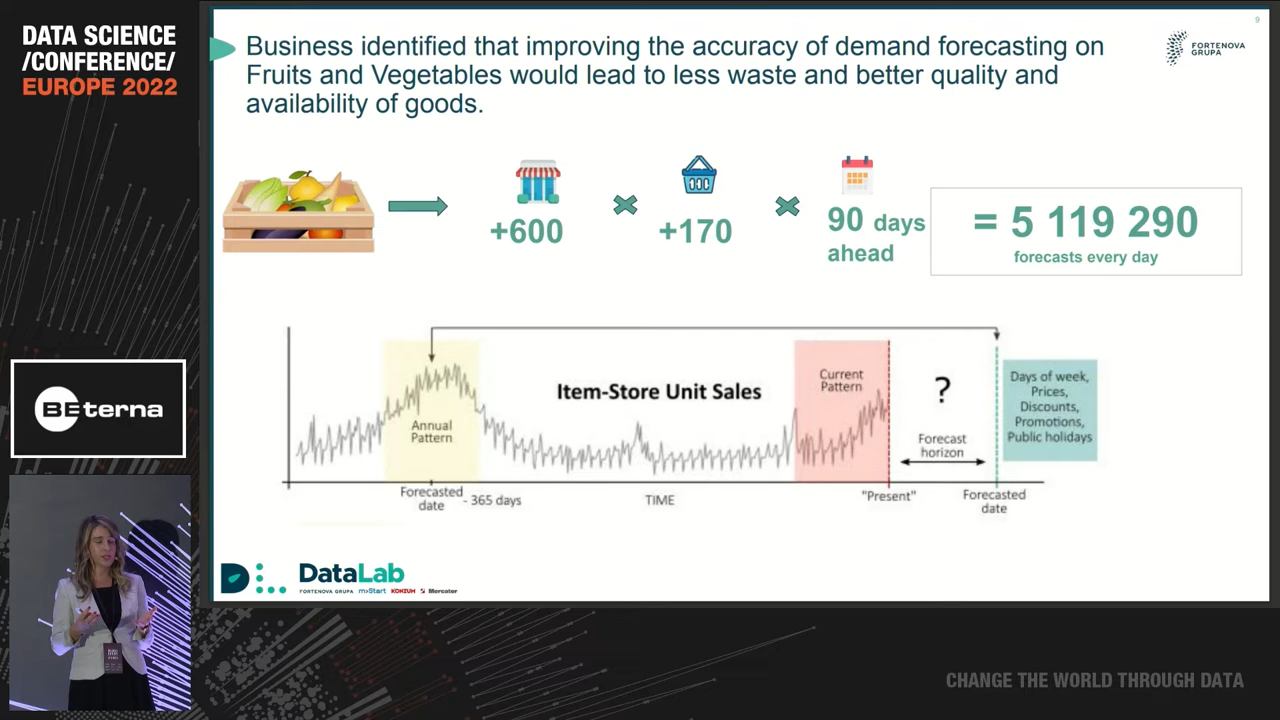 DATA SCIENCE
/CONFERENCE/
EUROPE 2022
9
Business identified that improving the accuracy of demand forecasting on
Fruits and Vegetables would lead to less waste and better quality and
availability of goods.
FORTENOVA
GRUPA
+600
+170
90 days
ahead
= 5 119 290
forecasts every day
Item-Store Unit Sales
Annual
Pattern
Current
Pattern
?
Forecast
horizon
Days of week,
Prices,
Discounts,
Promotions,
Public holidays
Forecasted
date
- 365 days
TIME
"Present"
Forecasted
date
BEterna
DataLab
FORTENOVA GRUPA mStart KONZUM Mercator
CHANGE THE WORLD THROUGH DATA